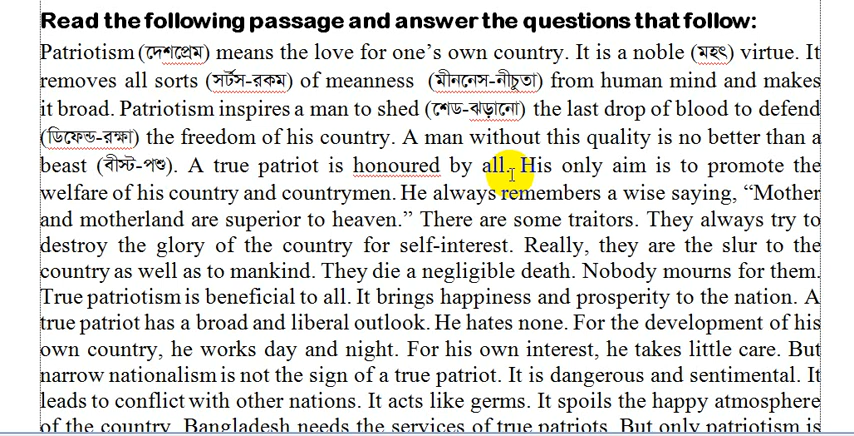 Read the following passage and answer the questions that follow:
Patriotism (দেশপ্রেম) means the love for one's own country. It is a noble (মহৎ) virtue. It
removes all sorts (সর্টস-রকম) of meanness (মীননেস-নীচুতা) from human mind and makes
it broad. Patriotism inspires a man to shed (শেড-ঝড়ানো) the last drop of blood to defend
(ডিফেন্ড-রক্ষা) the freedom of his country. A man without this quality is no better than a
beast (বীস্ট-পশু). A true patriot is honoured by all. His only aim is to promote the
welfare of his country and countrymen. He always remembers a wise saying, “Mother
and motherland are superior to heaven.” There are some traitors. They always try to
destroy the glory of the country for self-interest. Really, they are the slur to the
country as well as to mankind. They die a negligible death. Nobody mourns for them.
True patriotism is beneficial to all. It brings happiness and prosperity to the nation. A
true patriot has a broad and liberal outlook. He hates none. For the development of his
own country, he works day and night. For his own interest, he takes little care. But
narrow nationalism is not the sign of a true patriot. It is dangerous and sentimental. It
leads to conflict with other nations. It acts like germs. It spoils the happy atmosphere
of the country. Bangladesh needs the services of true patriots. But only patriotism is